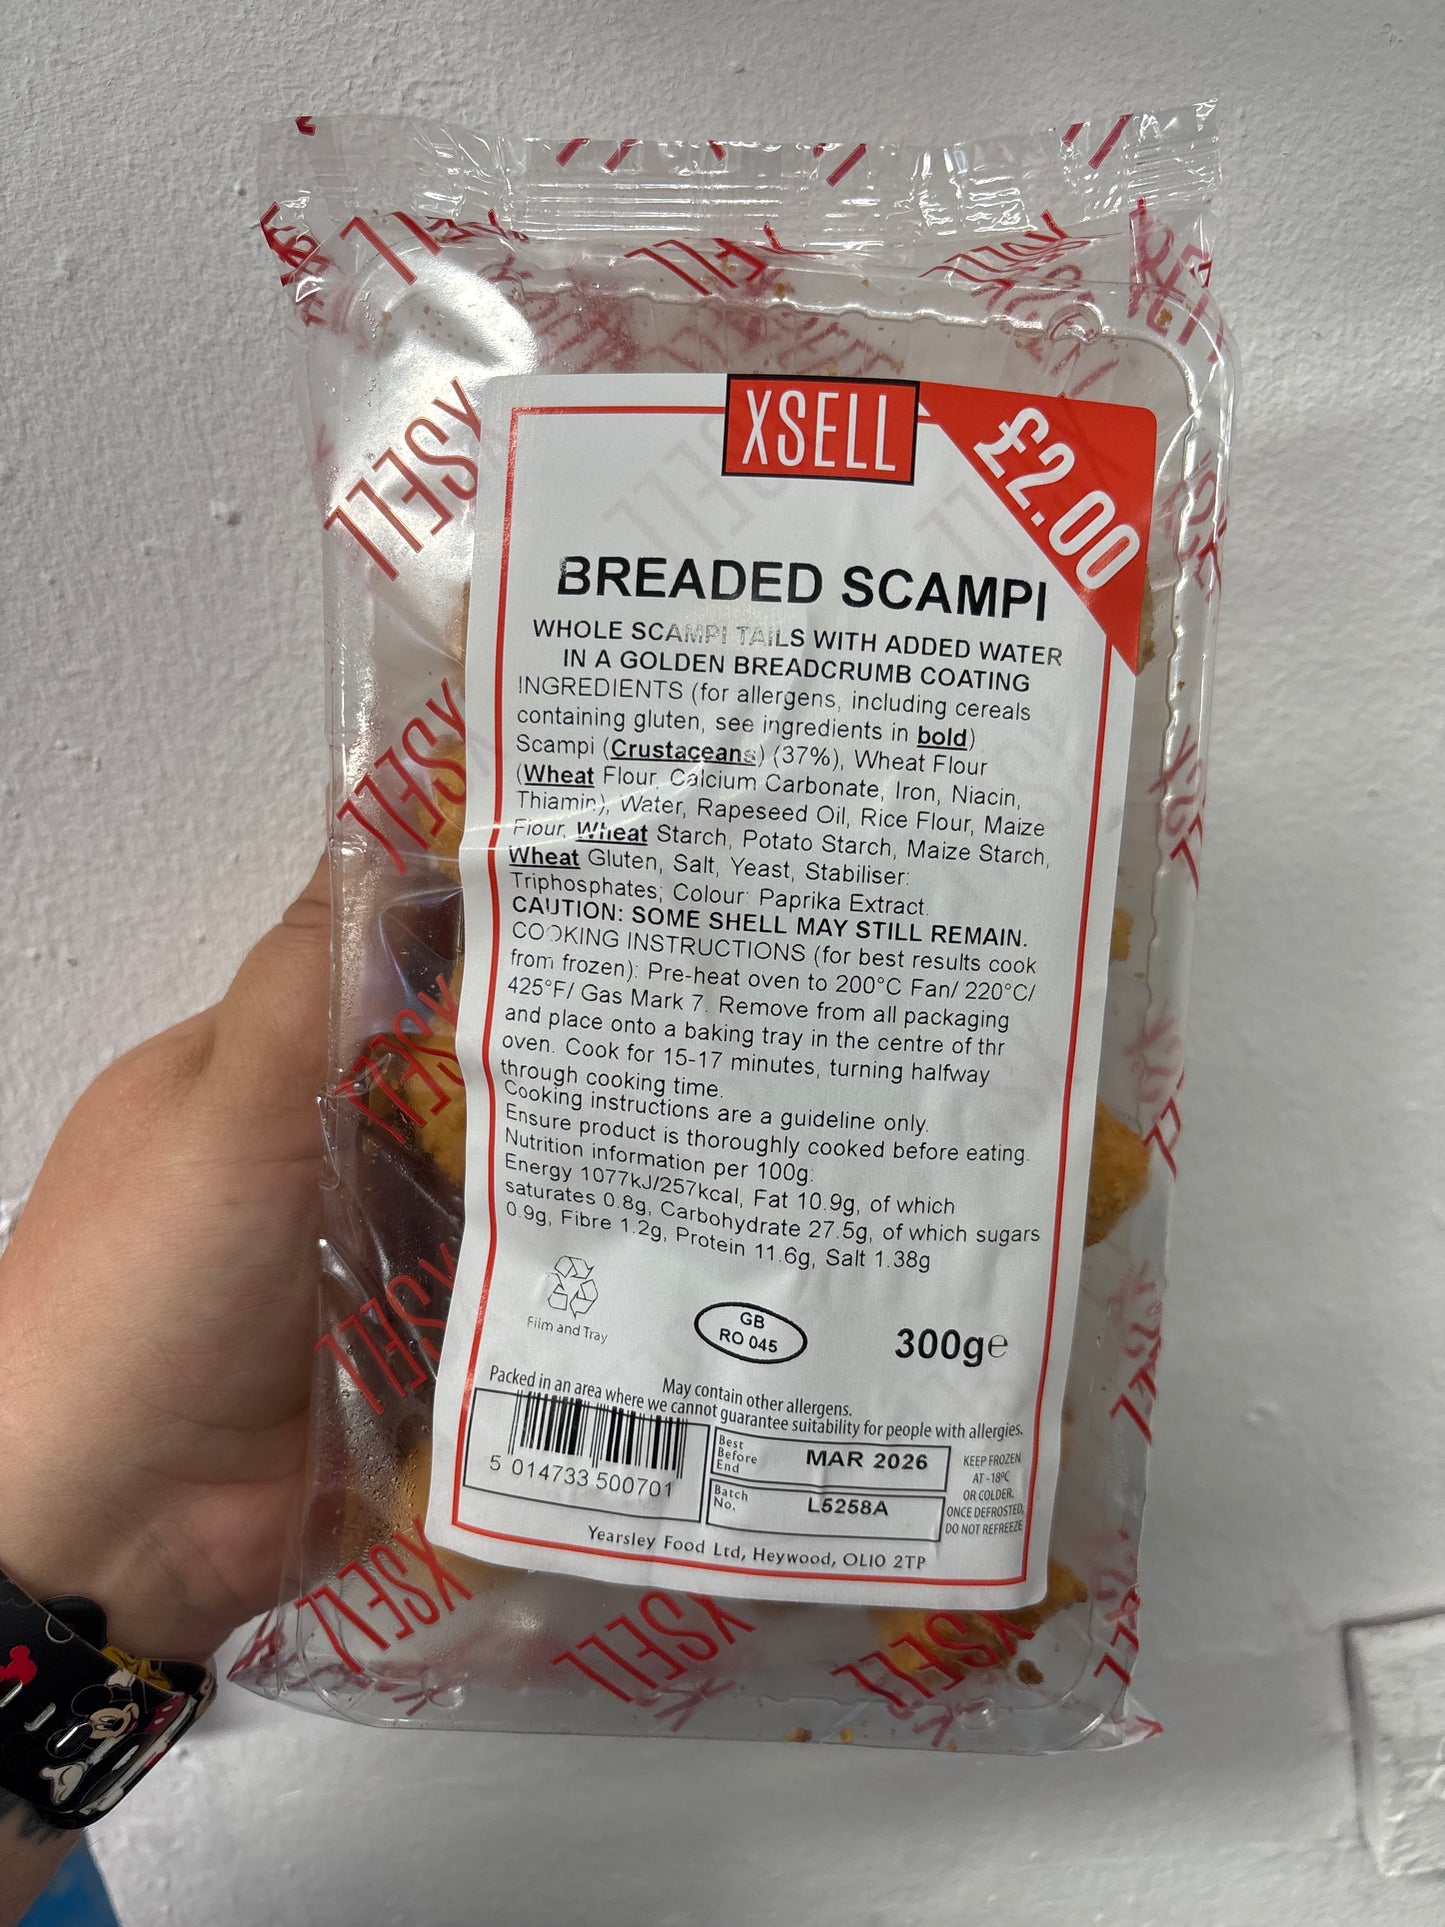 XSELL
£2.00
BREADED SCAMPI
WHOLE SCAMPI TAILS WITH ADDED WATER
IN A GOLDEN BREADCRUMB COATING
INGREDIENTS (for allergens, including cereals
containing gluten, see ingredients in bold)
Scampi (Crustaceans) (37%), Wheat Flour
(Wheat Flour, Calcium Carbonate, Iron, Niacin,
Thiamin), Water, Rapeseed Oil, Rice Flour, Maize
Flour, Wheat Starch, Potato Starch, Maize Starch,
Wheat Gluten, Salt, Yeast, Stabiliser:
Triphosphates; Colour: Paprika Extract.
CAUTION: SOME SHELL MAY STILL REMAIN.
COOKING INSTRUCTIONS (for best results cook
from frozen): Pre-heat oven to 200°C Fan/ 220°C/
425°F/ Gas Mark 7. Remove from all packaging
and place onto a baking tray in the centre of thr
oven. Cook for 15-17 minutes, turning halfway
through cooking time.
Cooking instructions are a guideline only.
Ensure product is thoroughly cooked before eating.
Nutrition information per 100g:
Energy 1077kJ/257kcal, Fat 10.9g, of which
saturates 0.8g, Carbohydrate 27.5g, of which sugars
0.9g, Fibre 1.2g, Protein 11.6g, Salt 1.38g
Film and Tray
GB
RO 045
300g℮
May contain other allergens.
Packed in an area where we cannot guarantee suitability for people with allergies.
5 014733 500701
Best
Before
End
MAR 2026
Batch
No.
L5258A
KEEP FROZEN
AT -18ºC
OR COLDER.
ONCE DEFROSTED,
DO NOT REFREEZE
Yearsley Food Ltd, Heywood, OL10 2TP
XSELL
XSELL
XSELL
XSELL
XSELL
XSELL
XSELL